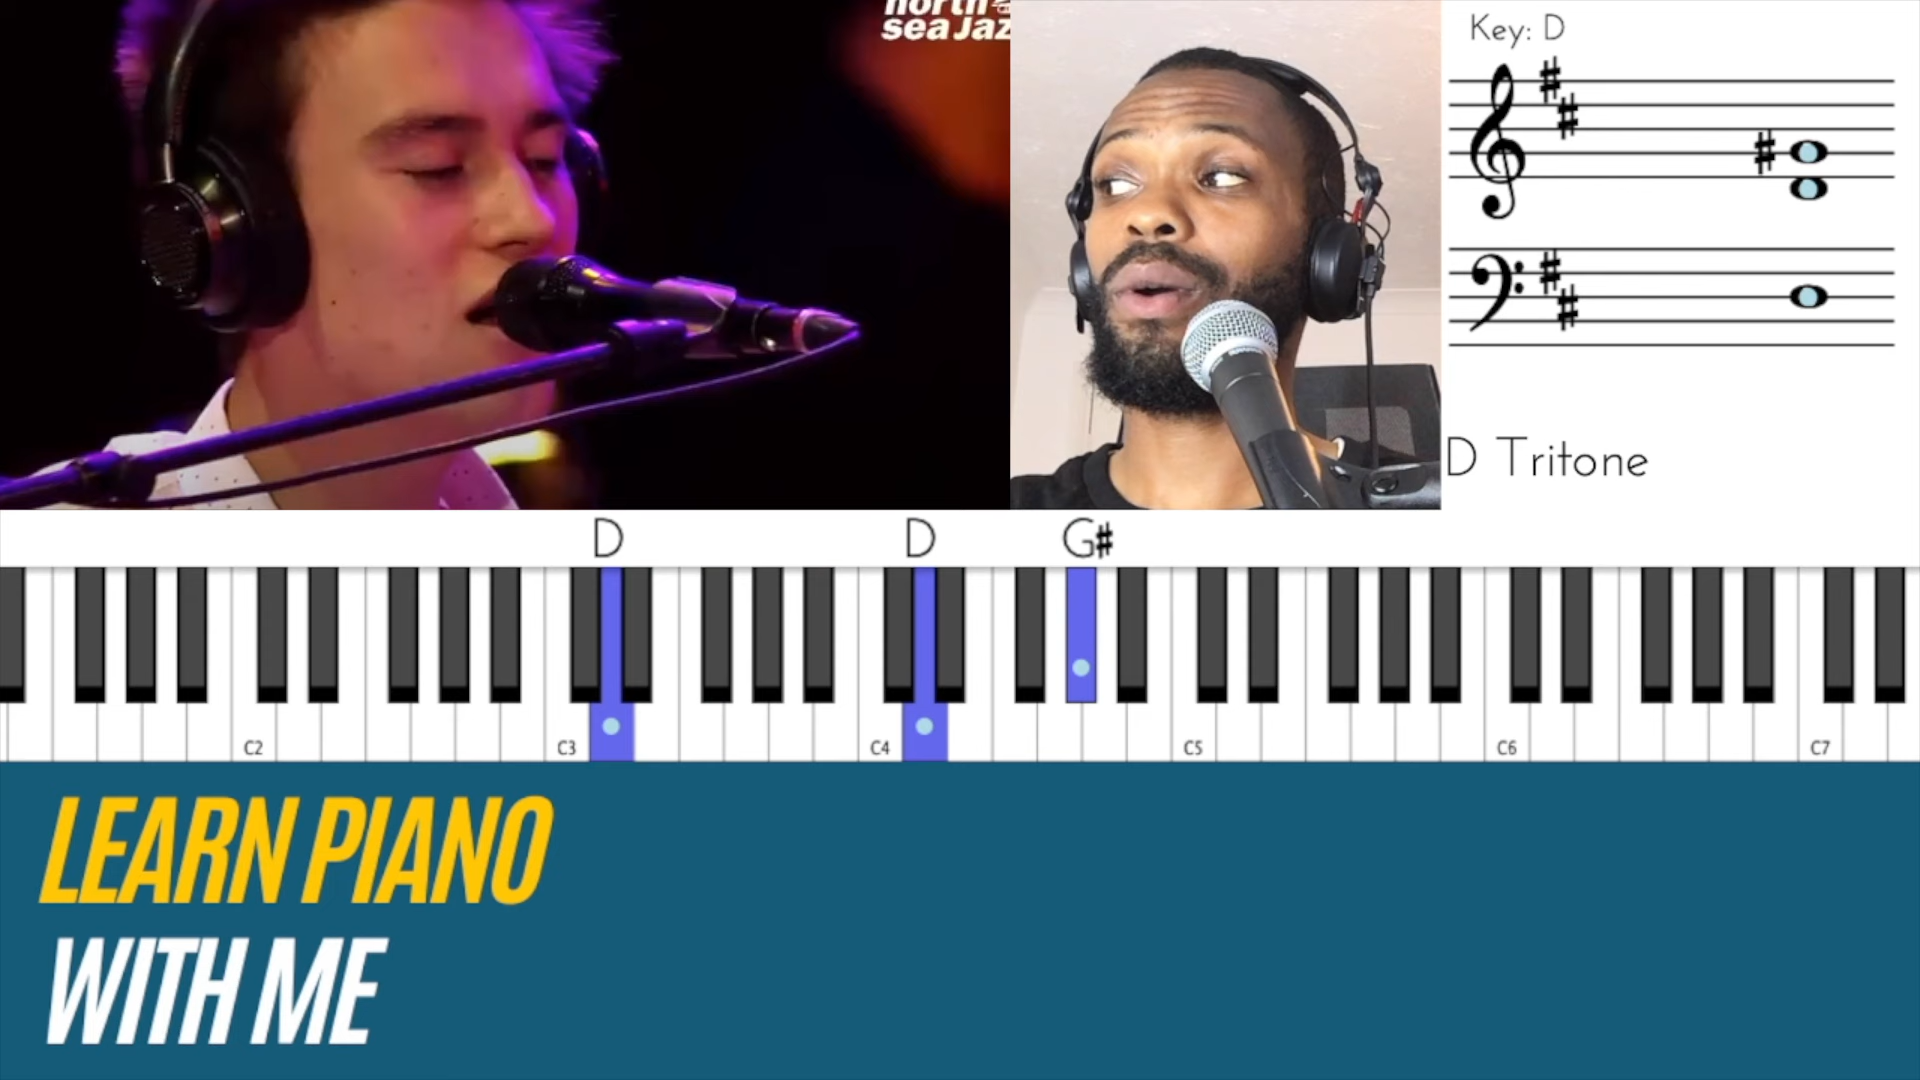 north
sea Jaz
Key: D
D Tritone
D D G#
C2 C3 C4 C5 C6 C7
LEARN PIANO
WITH ME